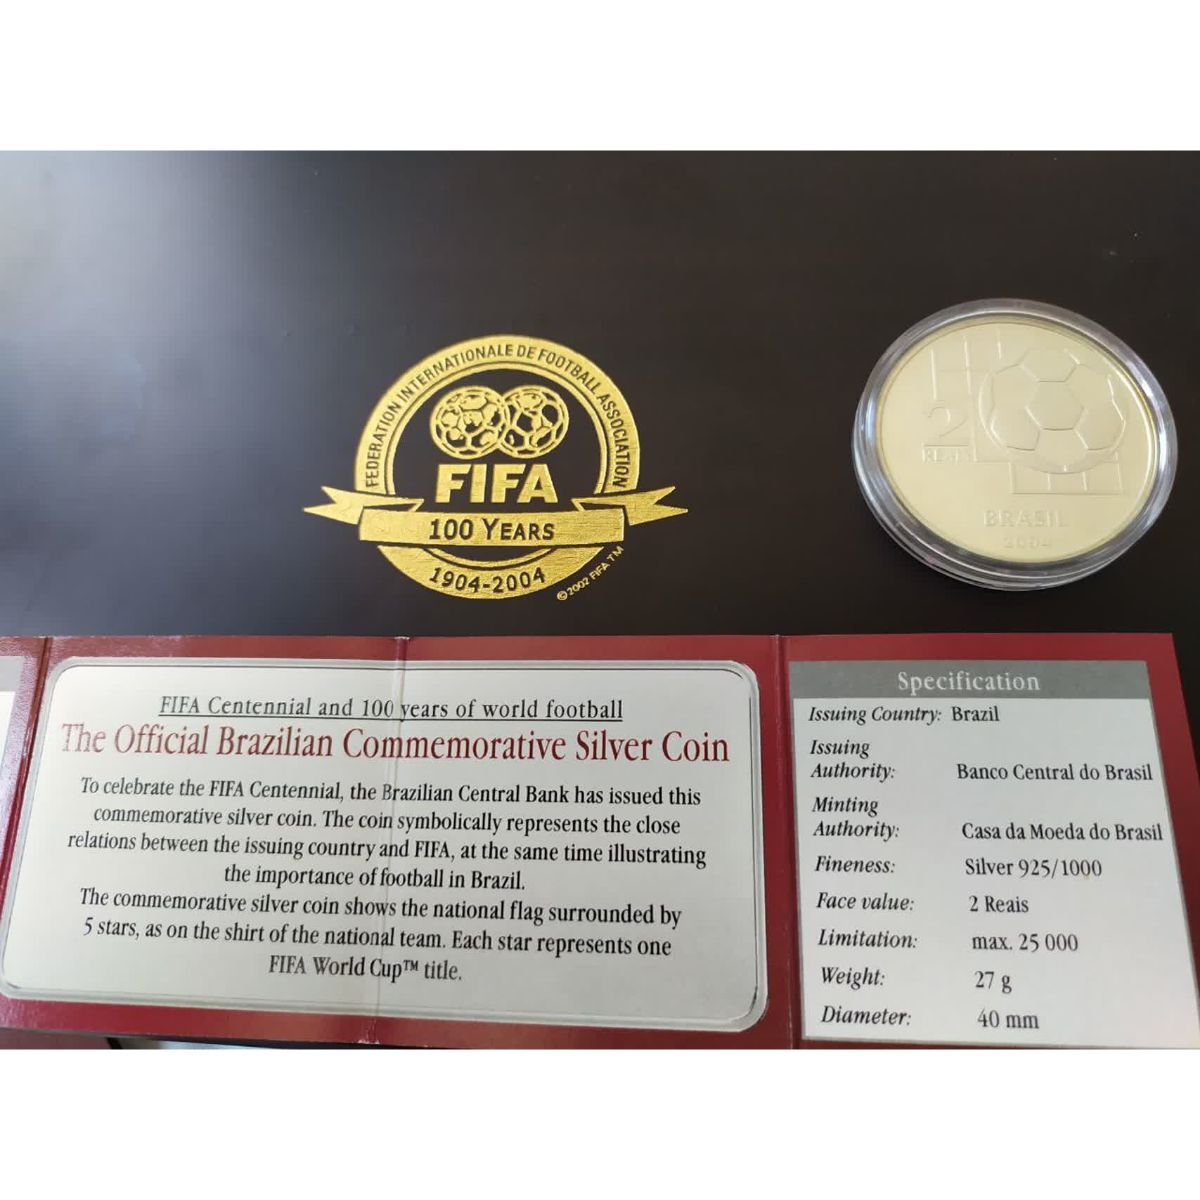 FEDERATION INTERNATIONALE DE FOOTBALL ASSOCIATION
FIFA
100 YEARS
1904-2004
©2002 FIFA TM
2
REAIS
BRASIL
2004
FIFA Centennial and 100 years of world football
The Official Brazilian Commemorative Silver Coin
To celebrate the FIFA Centennial, the Brazilian Central Bank has issued this
commemorative silver coin. The coin symbolically represents the close
relations between the issuing country and FIFA, at the same time illustrating
the importance of football in Brazil.
The commemorative silver coin shows the national flag surrounded by
5 stars, as on the shirt of the national team. Each star represents one
FIFA World Cup™ title.
Specification
Issuing Country: Brazil
Issuing
Authority: Banco Central do Brasil
Minting
Authority: Casa da Moeda do Brasil
Fineness: Silver 925/1000
Face value: 2 Reais
Limitation: max. 25 000
Weight: 27 g
Diameter: 40 mm